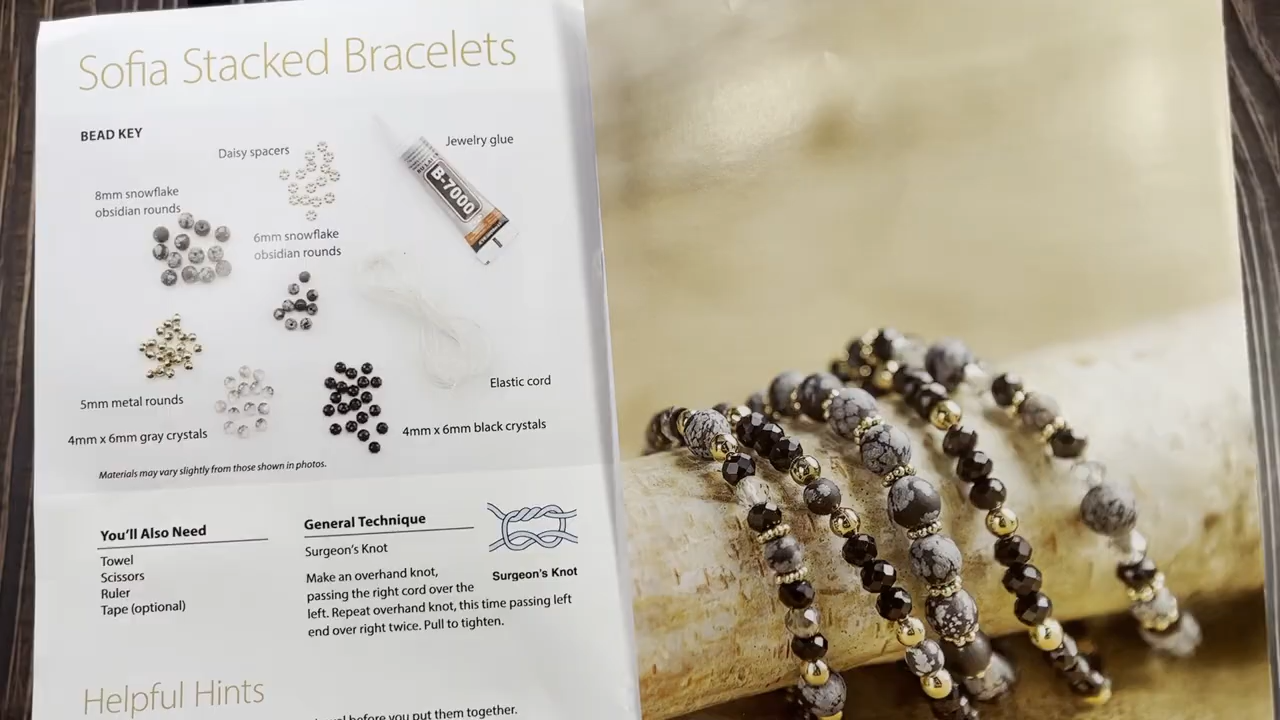 Sofia Stacked Bracelets
BEAD KEY
Daisy spacers
Jewelry glue
B-7000
8mm snowflake
obsidian rounds
6mm snowflake
obsidian rounds
5mm metal rounds
Elastic cord
4mm x 6mm gray crystals
4mm x 6mm black crystals
Materials may vary slightly from those shown in photos.
You'll Also Need
Towel
Scissors
Ruler
Tape (optional)
General Technique
Surgeon's Knot
Make an overhand knot,
passing the right cord over the
left. Repeat overhand knot, this time passing left
end over right twice. Pull to tighten.
Surgeon's Knot
Helpful Hints
before you put them together.